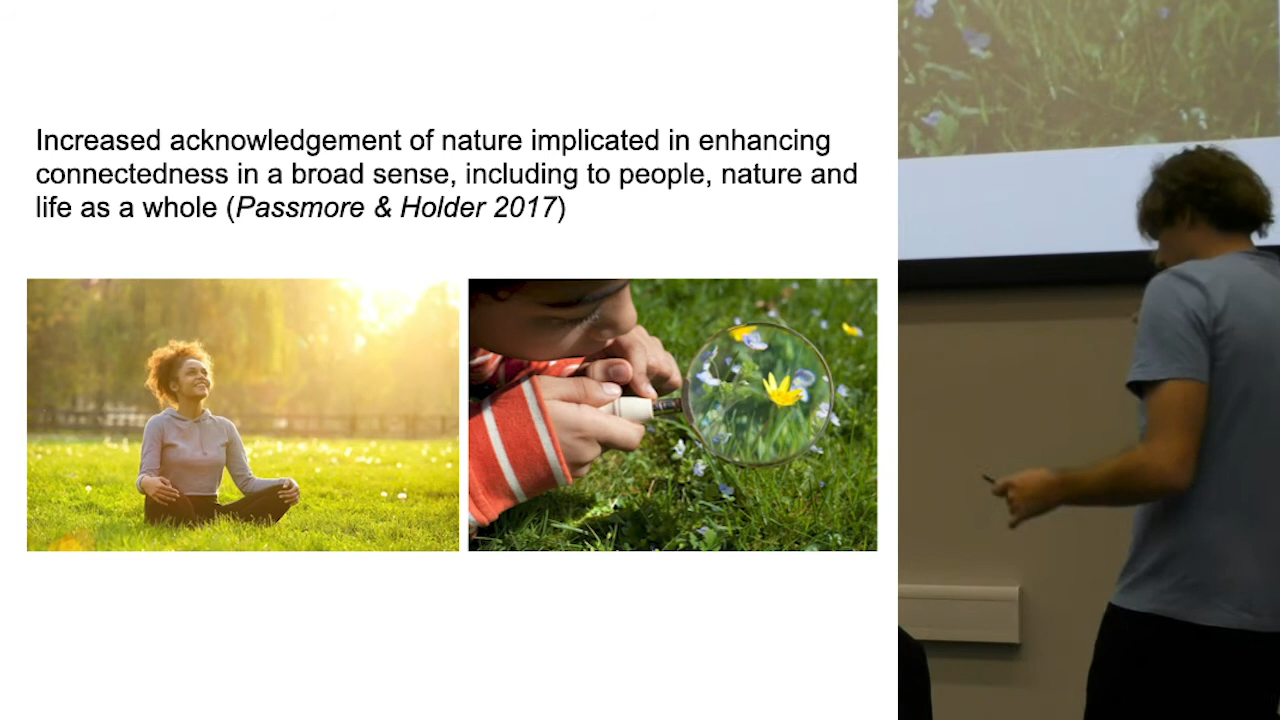 Increased acknowledgement of nature implicated in enhancing
connectedness in a broad sense, including to people, nature and
life as a whole (Passmore & Holder 2017)